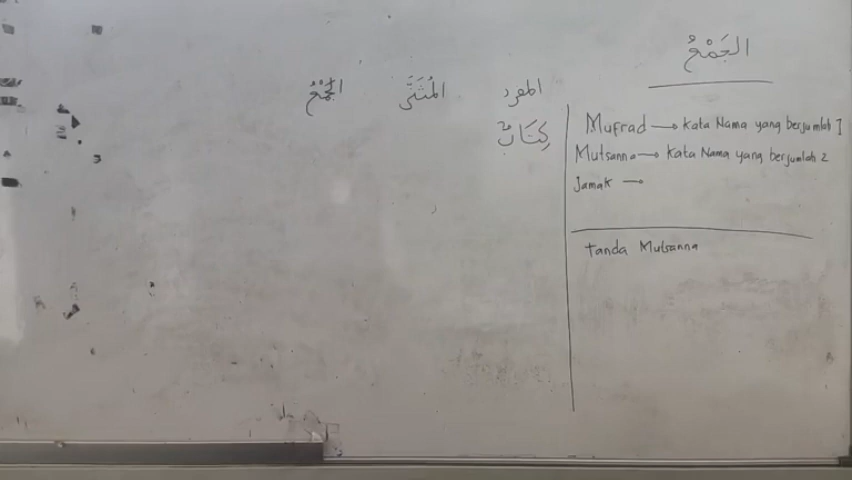 الجَمْعُ
المفرد المُثَنَّى الجَمْعُ
كِتَابٌ
Mufrad → Kata Nama yang berjumlah 1
Mutsanna → Kata Nama yang berjumlah 2
Jamak →
Tanda Mutsanna